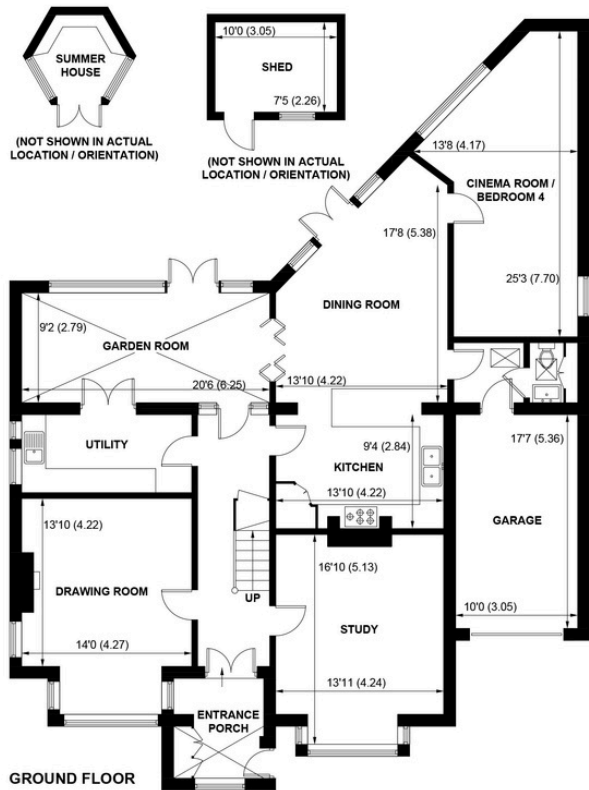 SUMMER
HOUSE
(NOT SHOWN IN ACTUAL
LOCATION / ORIENTATION)
10'0 (3.05)
SHED
7'5 (2.26)
(NOT SHOWN IN ACTUAL
LOCATION / ORIENTATION)
13'8 (4.17)
CINEMA ROOM /
BEDROOM 4
25'3 (7.70)
17'8 (5.38)
DINING ROOM
13'10 (4.22)
9'2 (2.79)
GARDEN ROOM
20'6 (6.25)
UTILITY
9'4 (2.84)
KITCHEN
13'10 (4.22)
17'7 (5.36)
GARAGE
10'0 (3.05)
13'10 (4.22)
DRAWING ROOM
14'0 (4.27)
UP
16'10 (5.13)
STUDY
13'11 (4.24)
ENTRANCE
PORCH
GROUND FLOOR